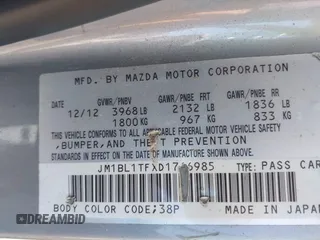 MFD. BY MAZDA MOTOR CORPORATION
GVWR/PNBV GAWR/PNBE FRT GAWR/PNBE RR
12/12 3968 LB 2132 LB 1836 LB
1800 KG 967 KG 833 KG
THIS VEHICLE CONFORMS TO ALL APPLICABLE FEDERAL MOTOR VEHICLE SAFETY
,BUMPER, AND THEFT PREVENTION
STANDARDS IN EFFECT ON THE DATE OF MANUFACTURE SHOWN ABOVE.
TYPE: PASS CAR
BODY COLOR CODE;38P MADE IN JAPAN
DREAMBID